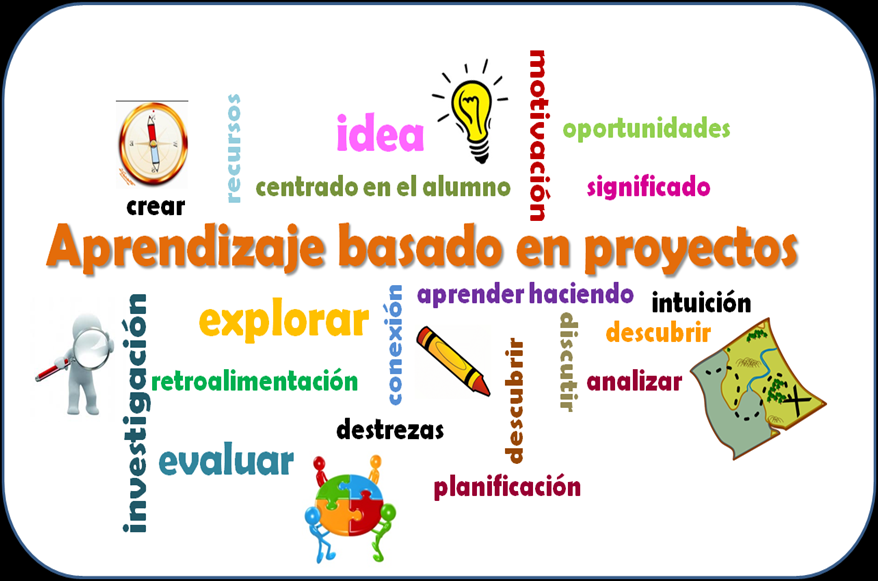 motivación
recursos
idea
oportunidades
centrado en el alumno
significado
crear
Aprendizaje basado en proyectos
aprender haciendo
conexión
intuición
investigación
explorar
discutir
descubrir
descubrir
retroalimentación
analizar
destrezas
evaluar
planificación